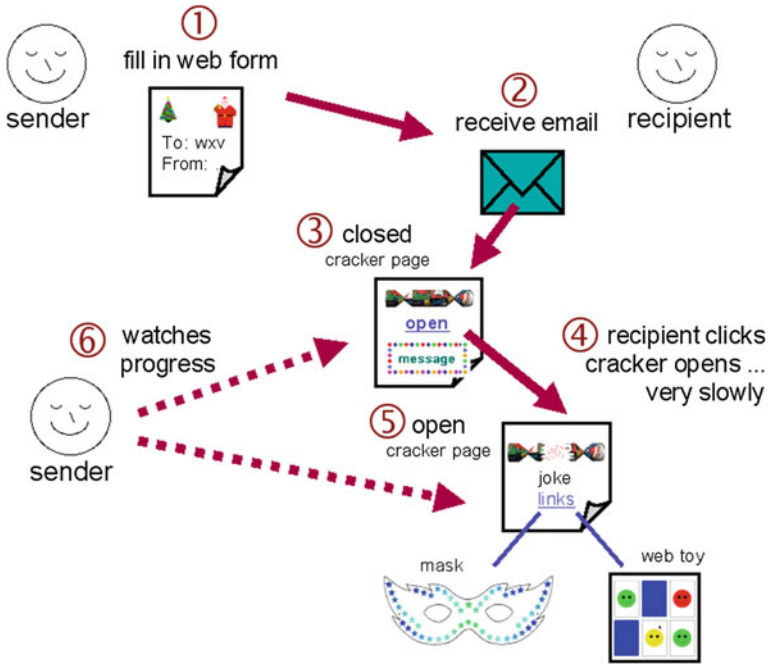 ①
fill in web form
sender
To: wxv
From:
②
receive email
recipient
③ closed
cracker page
open
message
④ recipient clicks
cracker opens ...
very slowly
⑤ open
cracker page
joke
links
⑥ watches
progress
sender
mask
web toy